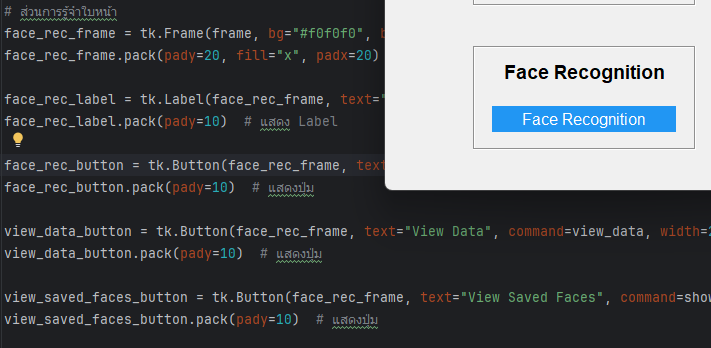 # ส่วนการรู้จำใบหน้า
face_rec_frame = tk.Frame(frame, bg="#f0f0f0",
face_rec_frame.pack(pady=20, fill="x", padx=20)
face_rec_label = tk.Label(face_rec_frame, text="
face_rec_label.pack(pady=10)  # แสดง Label
face_rec_button = tk.Button(face_rec_frame, text
face_rec_button.pack(pady=10)  # แสดงปุ่ม
view_data_button = tk.Button(face_rec_frame, text="View Data", command=view_data, width=2
view_data_button.pack(pady=10)  # แสดงปุ่ม
view_saved_faces_button = tk.Button(face_rec_frame, text="View Saved Faces", command=show
view_saved_faces_button.pack(pady=10)  # แสดงปุ่ม
Face Recognition
Face Recognition